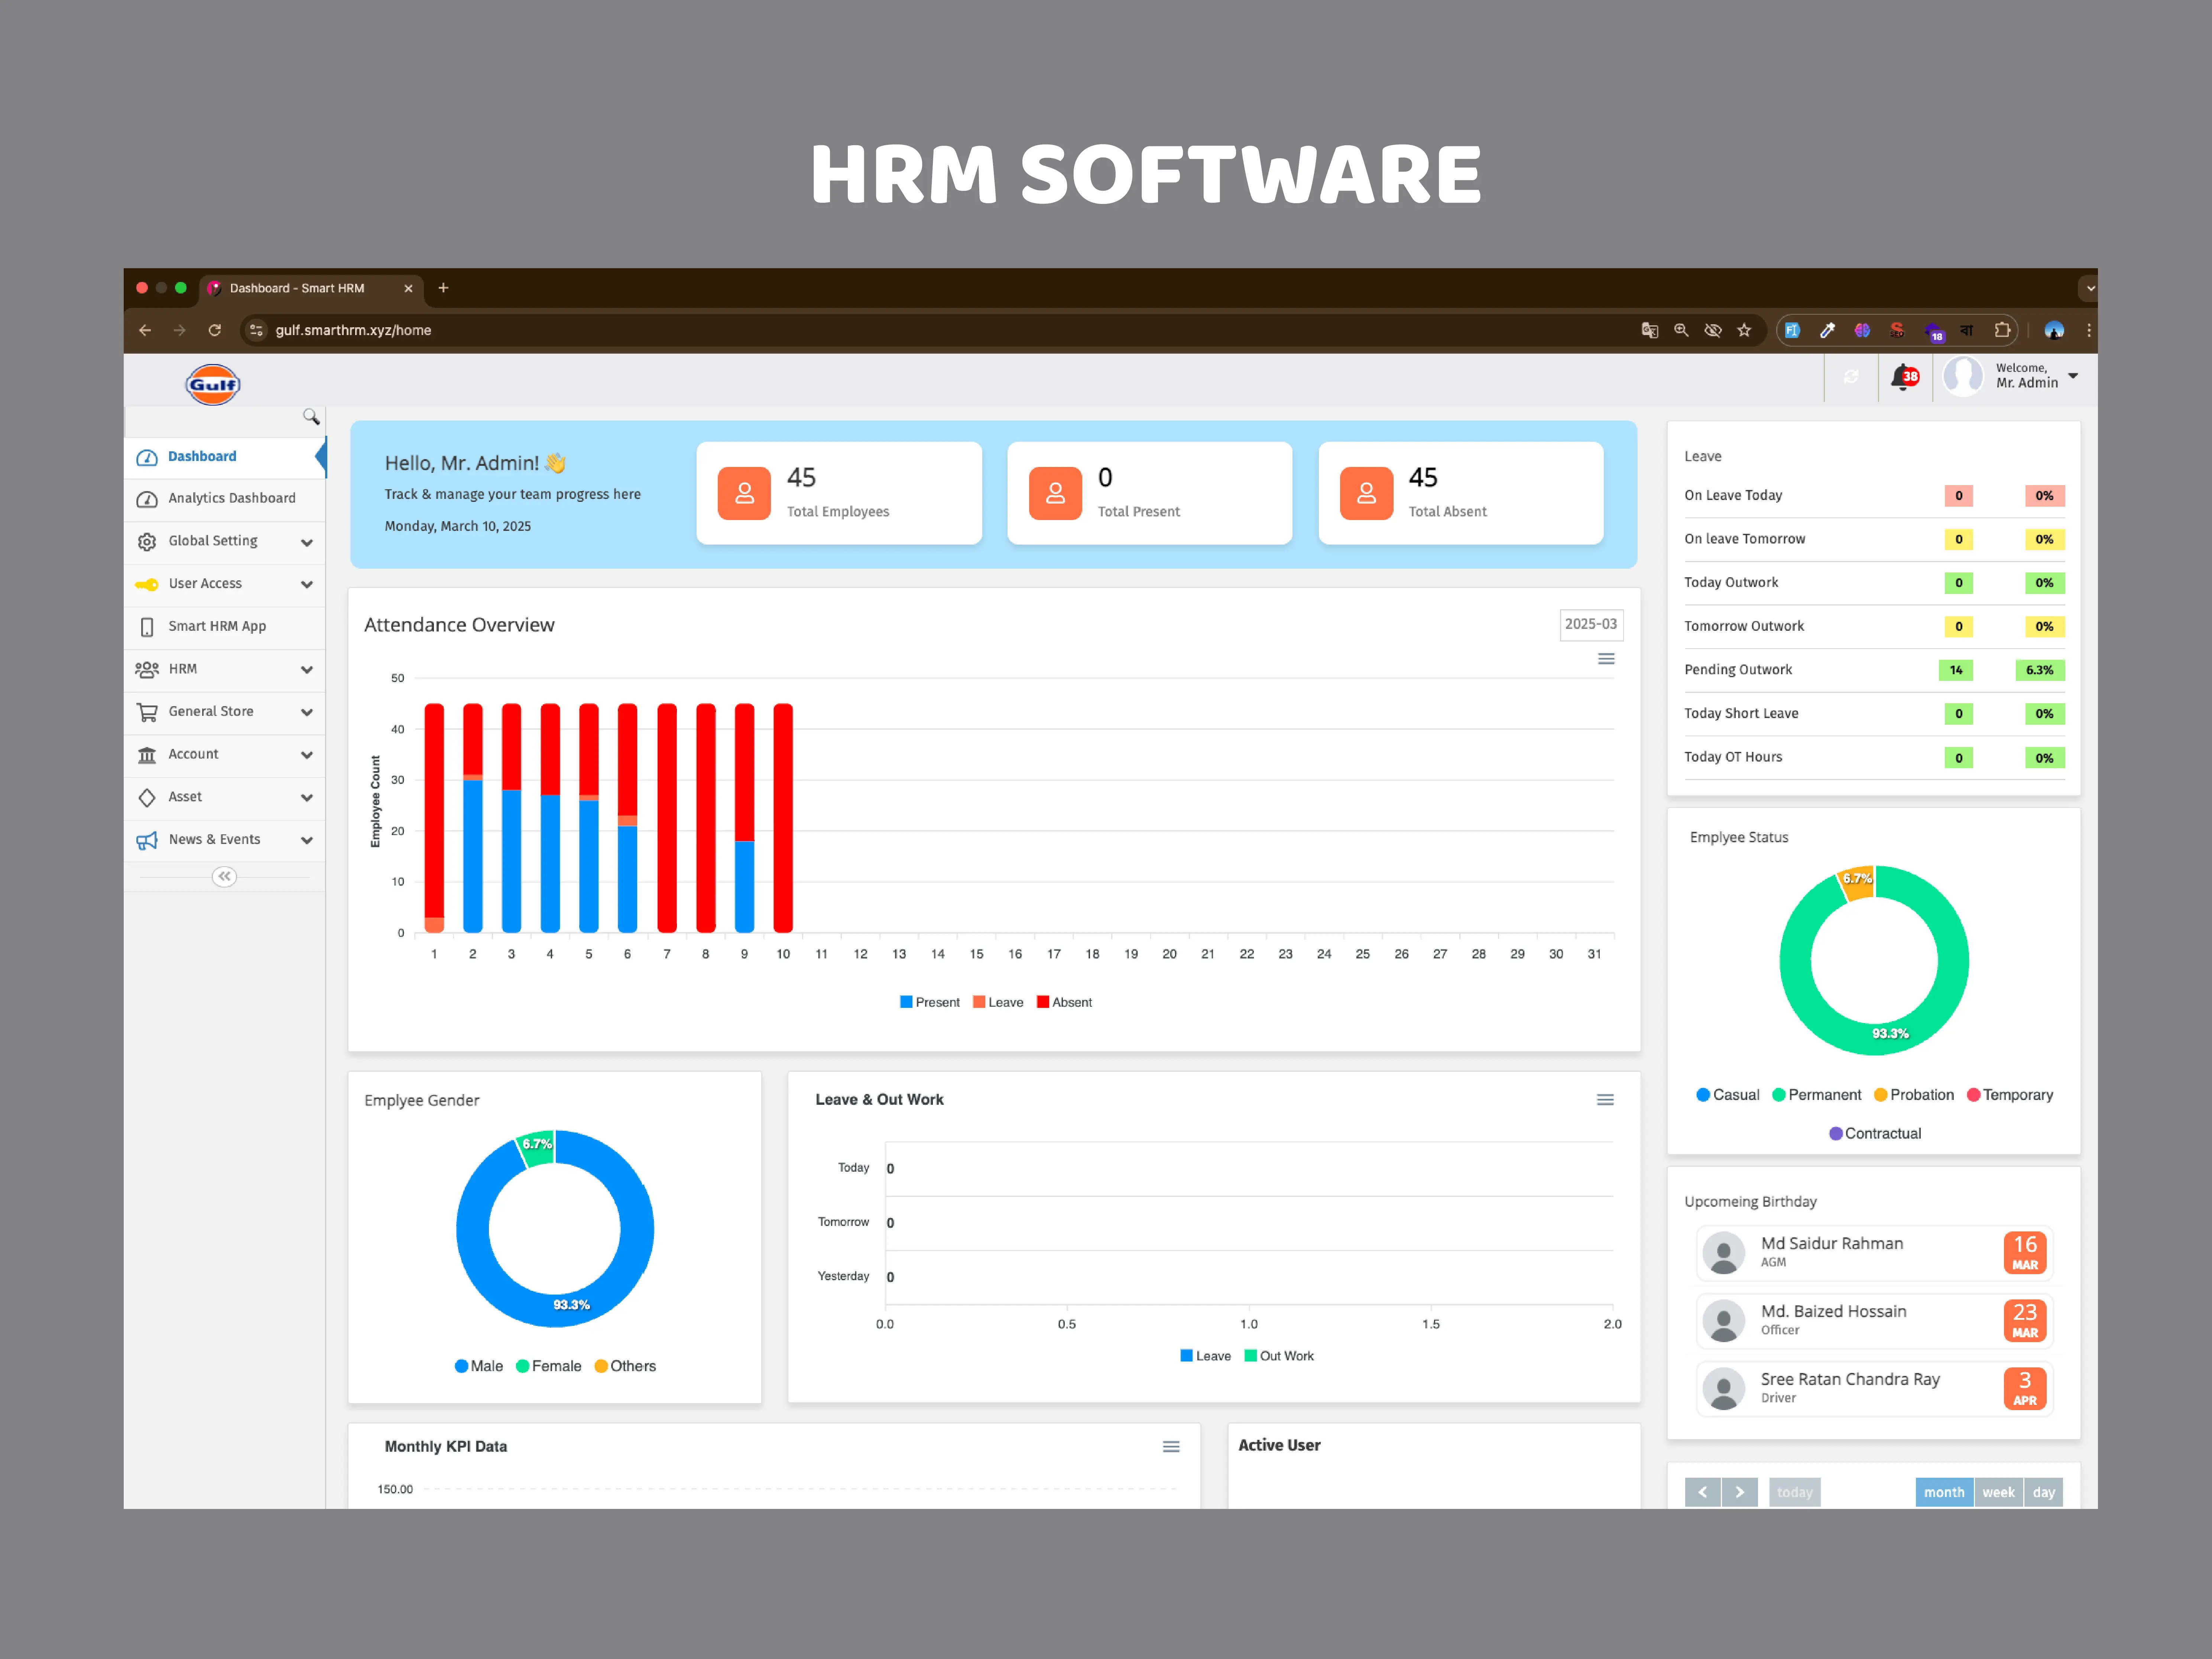 HRM SOFTWARE
Dashboard - Smart HRM
gulf.smarthrm.xyz/home
18
বা
Gulf
38
Welcome,
Mr. Admin
Dashboard
Analytics Dashboard
Global Setting
User Access
Smart HRM App
HRM
General Store
Account
Asset
News & Events
Hello, Mr. Admin! 👋
Track & manage your team progress here
Monday, March 10, 2025
45
Total Employees
0
Total Present
45
Total Absent
Attendance Overview
2025-03
50
40
30
20
10
0
Employee Count
1 2 3 4 5 6 7 8 9 10 11 12 13 14 15 16 17 18 19 20 21 22 23 24 25 26 27 28 29 30 31
Present Leave Absent
Leave
On Leave Today 0 0%
On leave Tomorrow 0 0%
Today Outwork 0 0%
Tomorrow Outwork 0 0%
Pending Outwork 14 6.3%
Today Short Leave 0 0%
Today OT Hours 0 0%
Emplyee Status
6.7%
93.3%
Casual Permanent Probation Temporary
Contractual
Emplyee Gender
6.7%
93.3%
Male Female Others
Leave & Out Work
Today 0
Tomorrow 0
Yesterday 0
0.0 0.5 1.0 1.5 2.0
Leave Out Work
Upcomeing Birthday
Md Saidur Rahman
AGM
16
MAR
Md. Baized Hossain
Officer
23
MAR
Sree Ratan Chandra Ray
Driver
3
APR
Monthly KPI Data
150.00
Active User
today
month week day